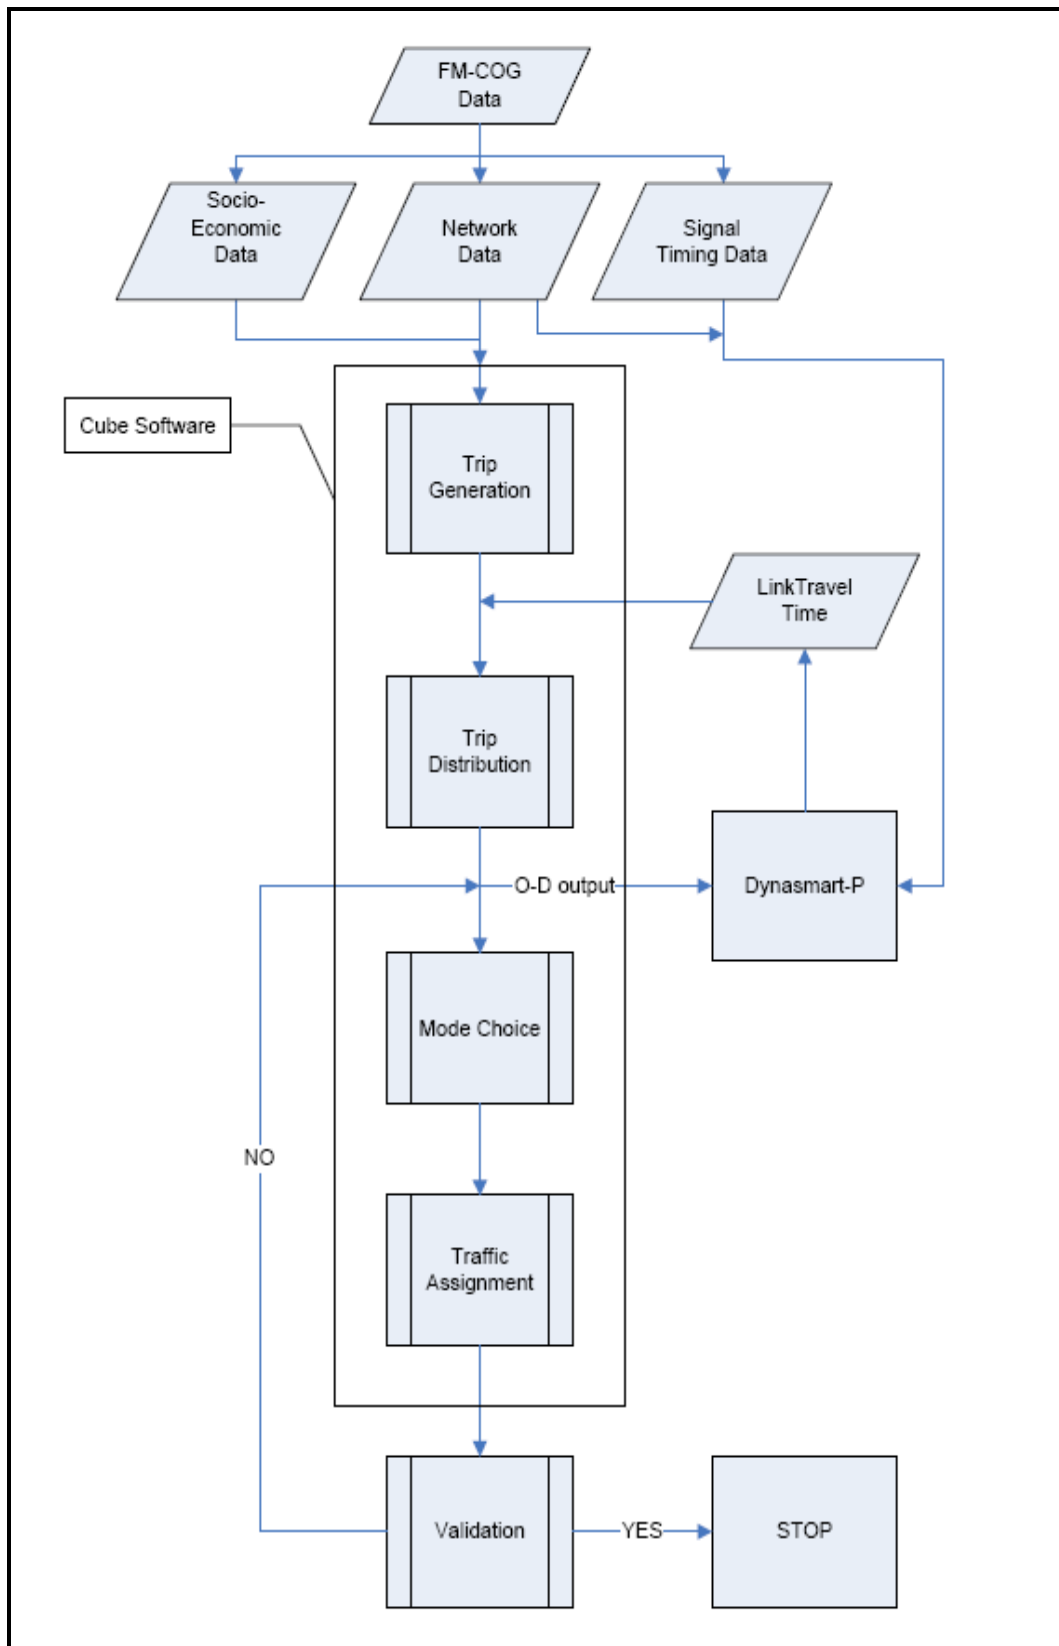 FM-COG
Data
Socio-
Economic
Data
Network
Data
Signal
Timing Data
Cube Software
Trip
Generation
LinkTravel
Time
Trip
Distribution
O-D output
Dynasmart-P
Mode Choice
NO
Traffic
Assignment
Validation
YES
STOP